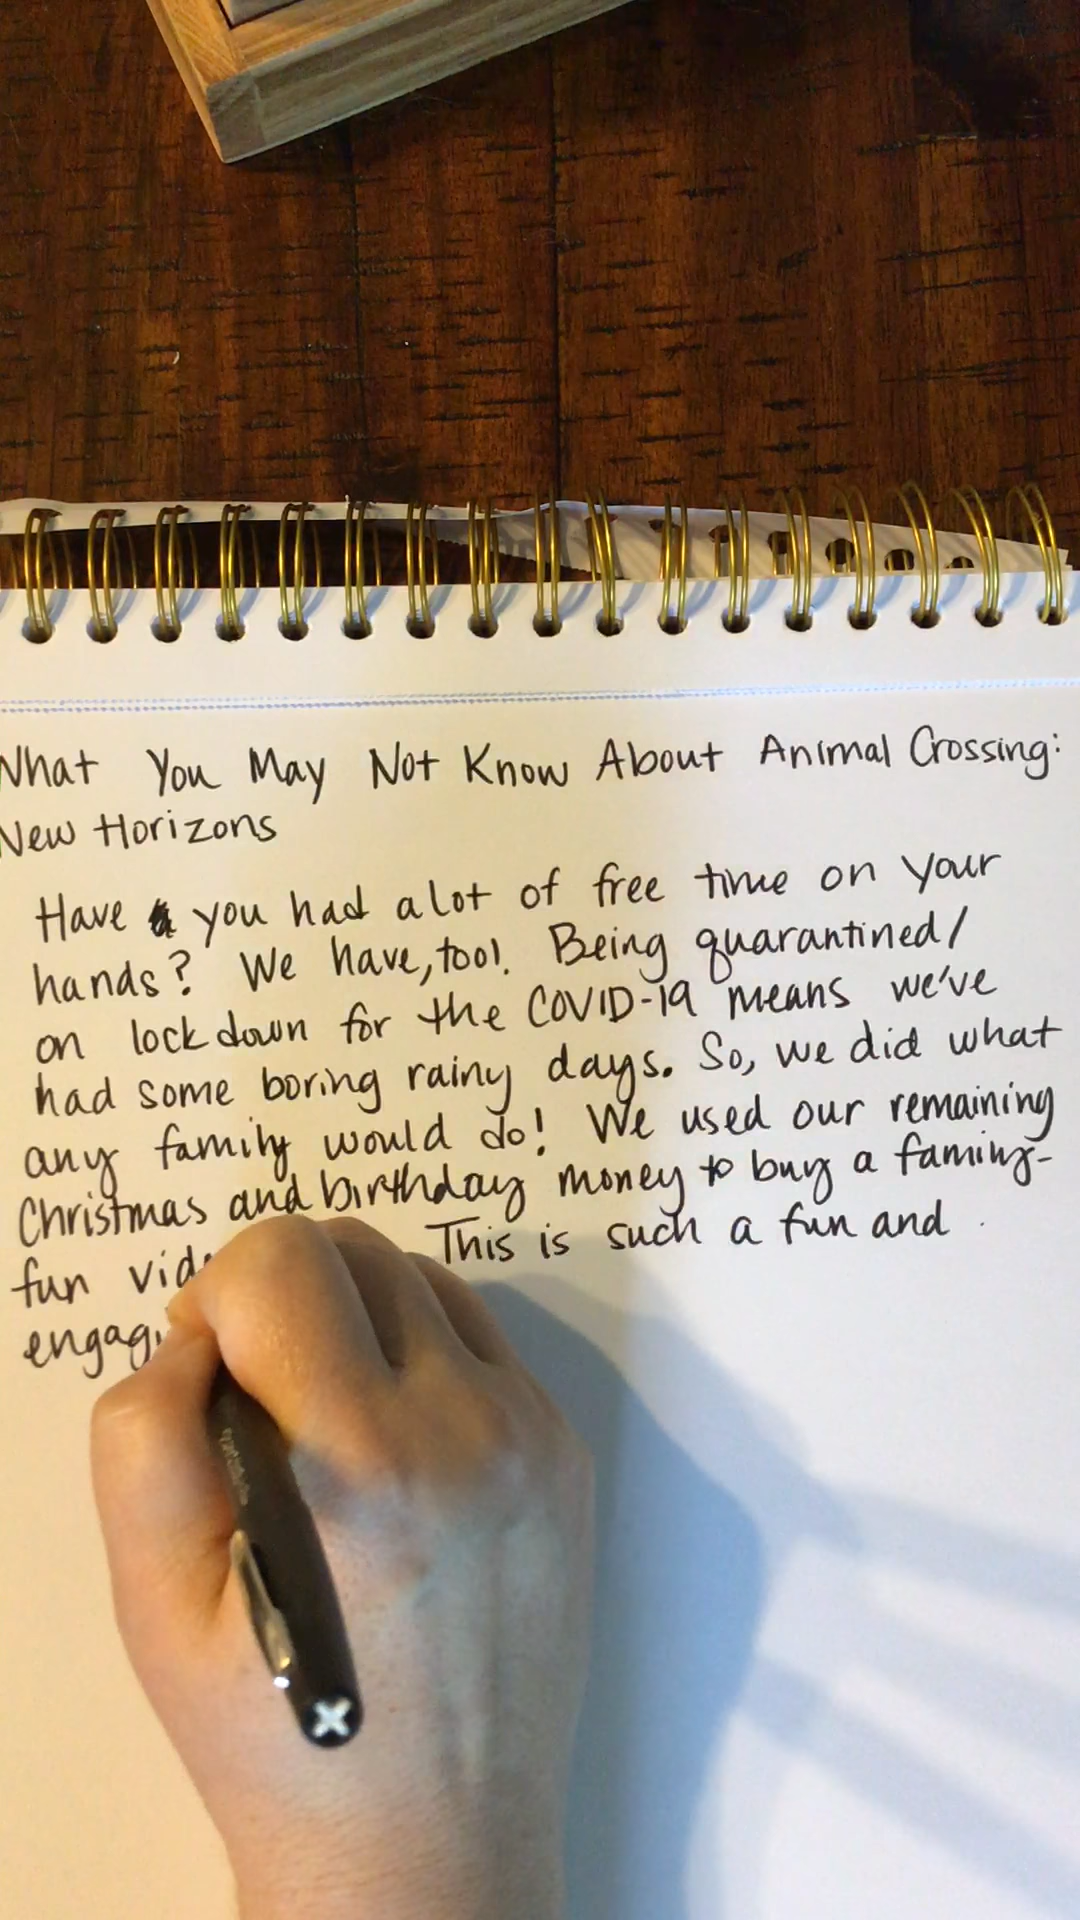 What You May Not Know About Animal Crossing:
New Horizons
Have you had a lot of free time on your
hands? We have, too!. Being quarantined/
on lockdown for the COVID-19 means we've
had some boring rainy days. So, we did what
any family would do! We used our remaining
Christmas and birthday money to buy a family-
fun This is such a fun and